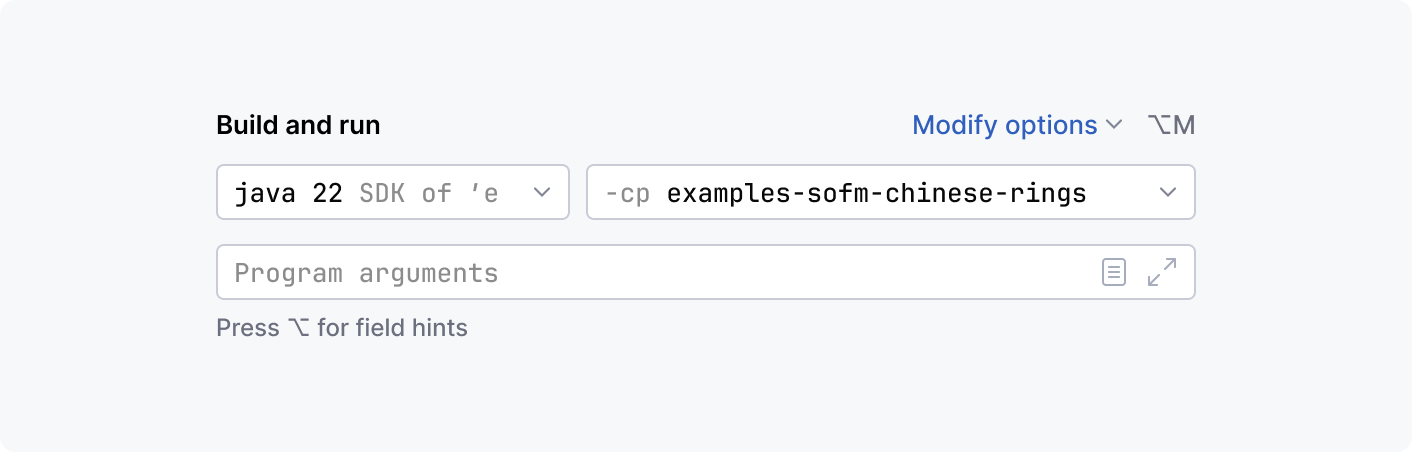 Build and run Modify options ⌥M
java 22 SDK of ‘e -cp examples-sofm-chinese-rings
Program arguments
Press ⌥ for field hints